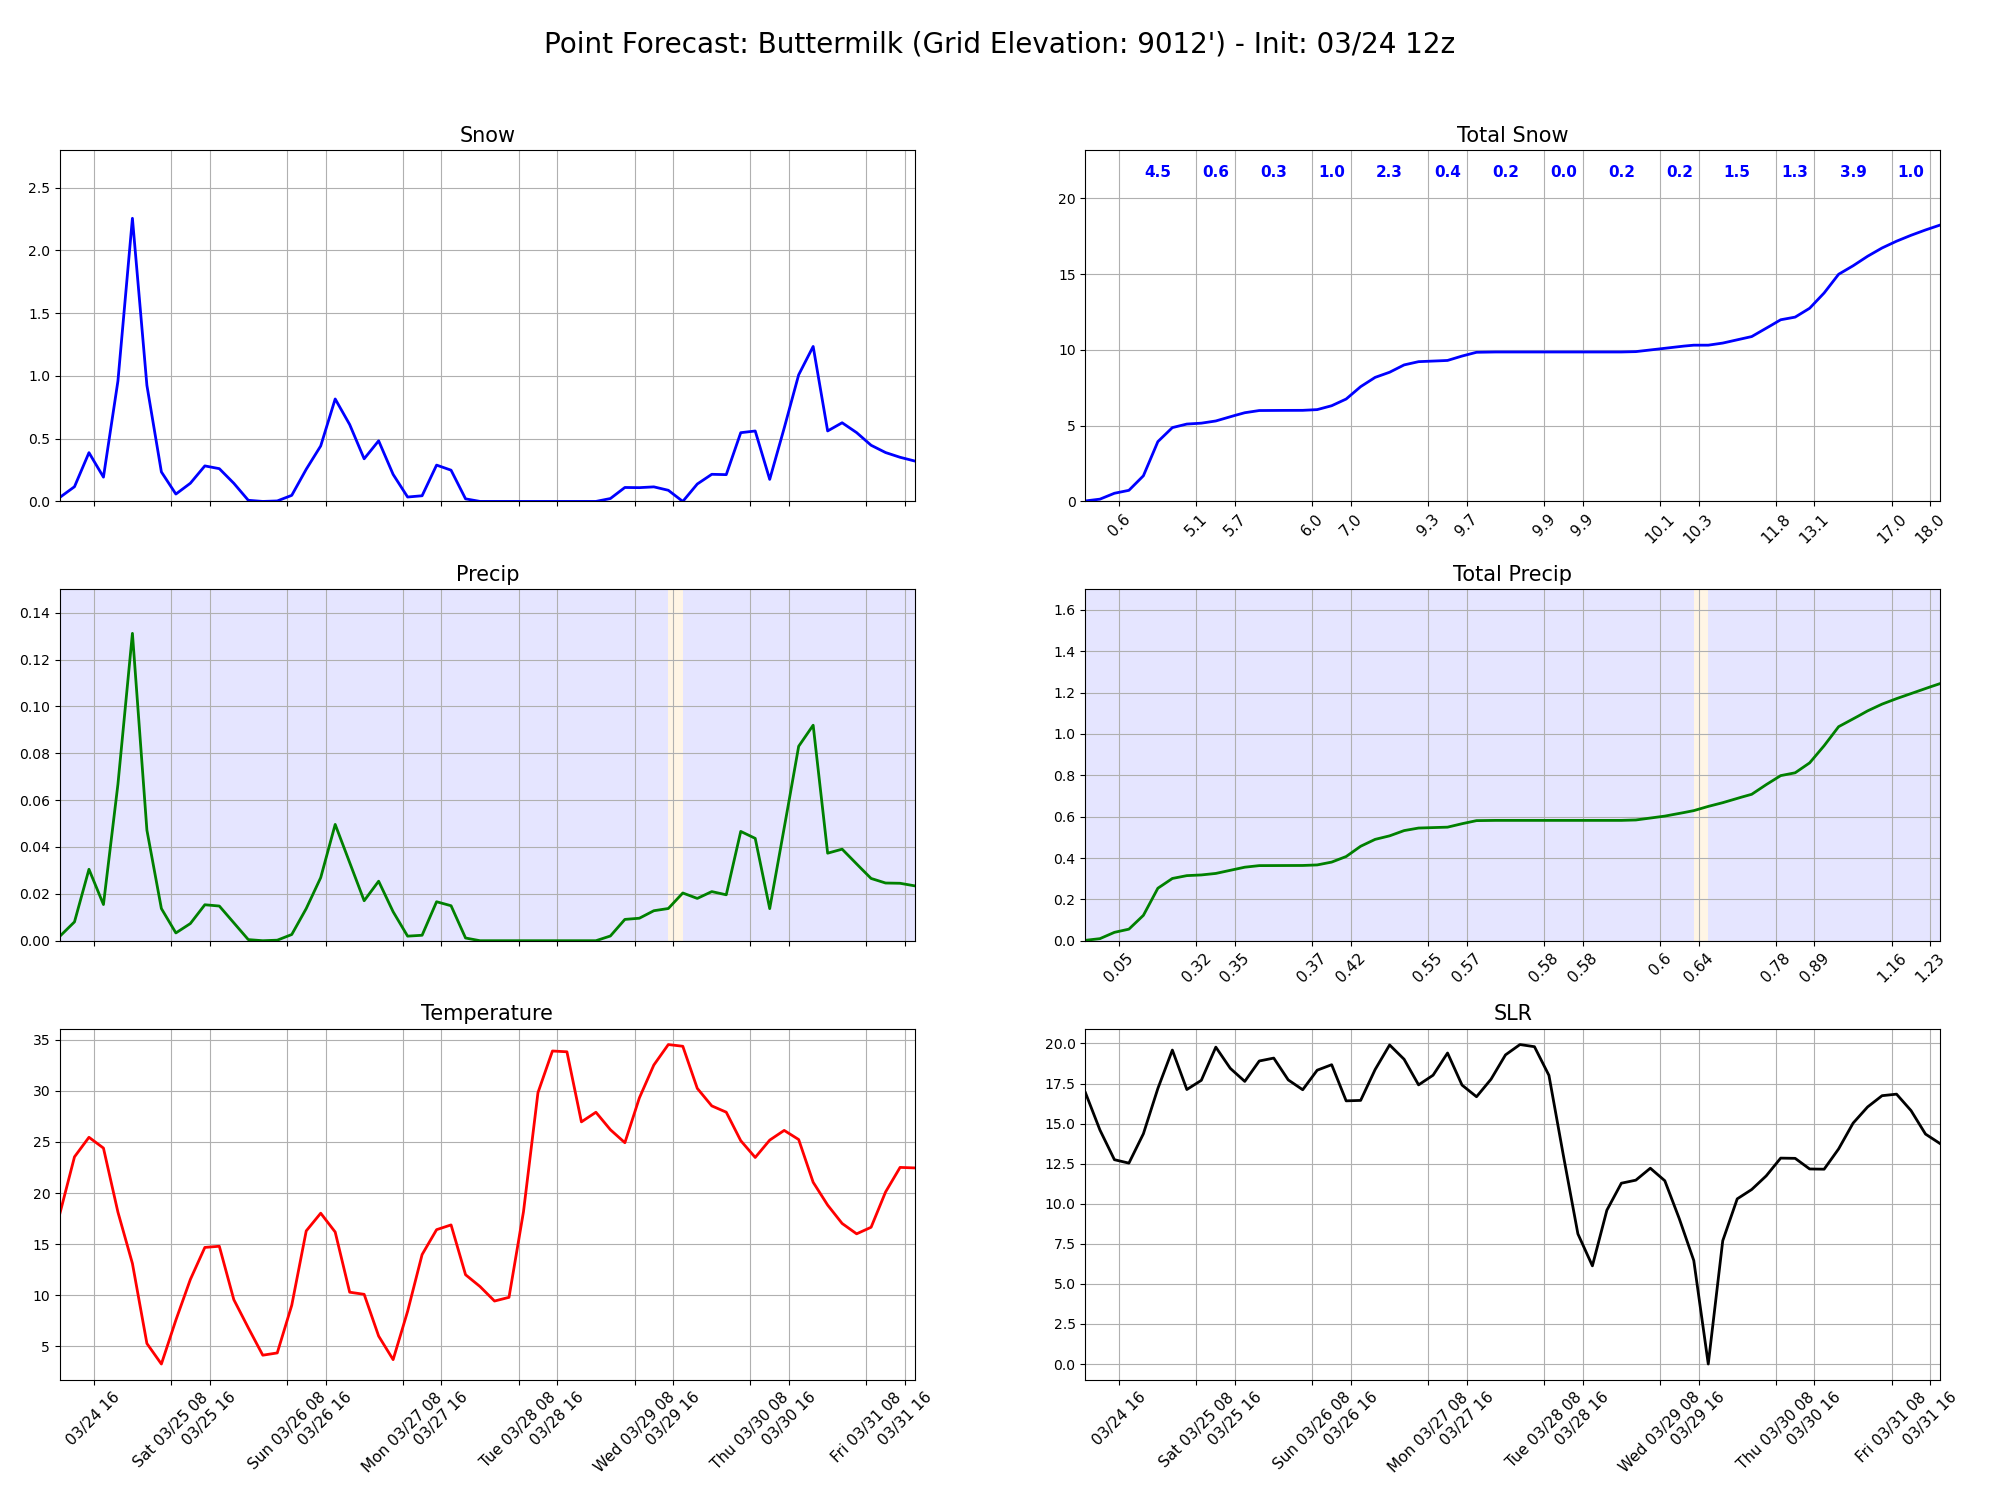 Point Forecast: Buttermilk (Grid Elevation: 9012') - Init: 03/24 12z
Snow
2.5
2.0
1.5
1.0
0.5
0.0
Total Snow
4.5 0.6 0.3 1.0 2.3 0.4 0.2 0.0 0.2 0.2 1.5 1.3 3.9 1.0
20
15
10
5
0
0.6 5.1 5.7 6.0 7.0 9.3 9.7 9.9 9.9 10.1 10.3 11.8 13.1 17.0 18.0
Precip
0.14
0.12
0.10
0.08
0.06
0.04
0.02
0.00
Total Precip
1.6
1.4
1.2
1.0
0.8
0.6
0.4
0.2
0.0
0.05 0.32 0.35 0.37 0.42 0.55 0.57 0.58 0.58 0.6 0.64 0.78 0.89 1.16 1.23
Temperature
35
30
25
20
15
10
5
03/24 16
Sat 03/25 08
03/25 16
Sun 03/26 08
03/26 16
Mon 03/27 08
03/27 16
Tue 03/28 08
03/28 16
Wed 03/29 08
03/29 16
Thu 03/30 08
03/30 16
Fri 03/31 08
03/31 16
SLR
20.0
17.5
15.0
12.5
10.0
7.5
5.0
2.5
0.0
03/24 16
Sat 03/25 08
03/25 16
Sun 03/26 08
03/26 16
Mon 03/27 08
03/27 16
Tue 03/28 08
03/28 16
Wed 03/29 08
03/29 16
Thu 03/30 08
03/30 16
Fri 03/31 08
03/31 16